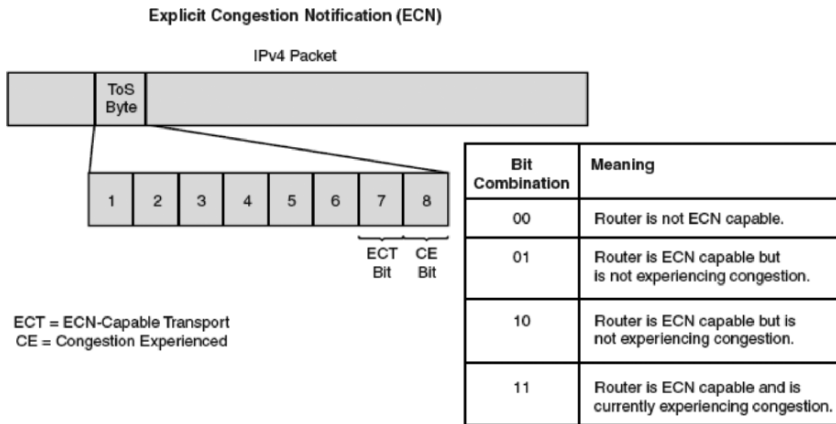 Explicit Congestion Notification (ECN)
IPv4 Packet
ToS
Byte
1 2 3 4 5 6 7 8
ECT
Bit
CE
Bit
ECT = ECN-Capable Transport
CE = Congestion Experienced
Bit
Combination
Meaning
00
Router is not ECN capable.
01
Router is ECN capable but
is not experiencing congestion.
10
Router is ECN capable but is
not experiencing congestion.
11
Router is ECN capable and is
currently experiencing congestion.